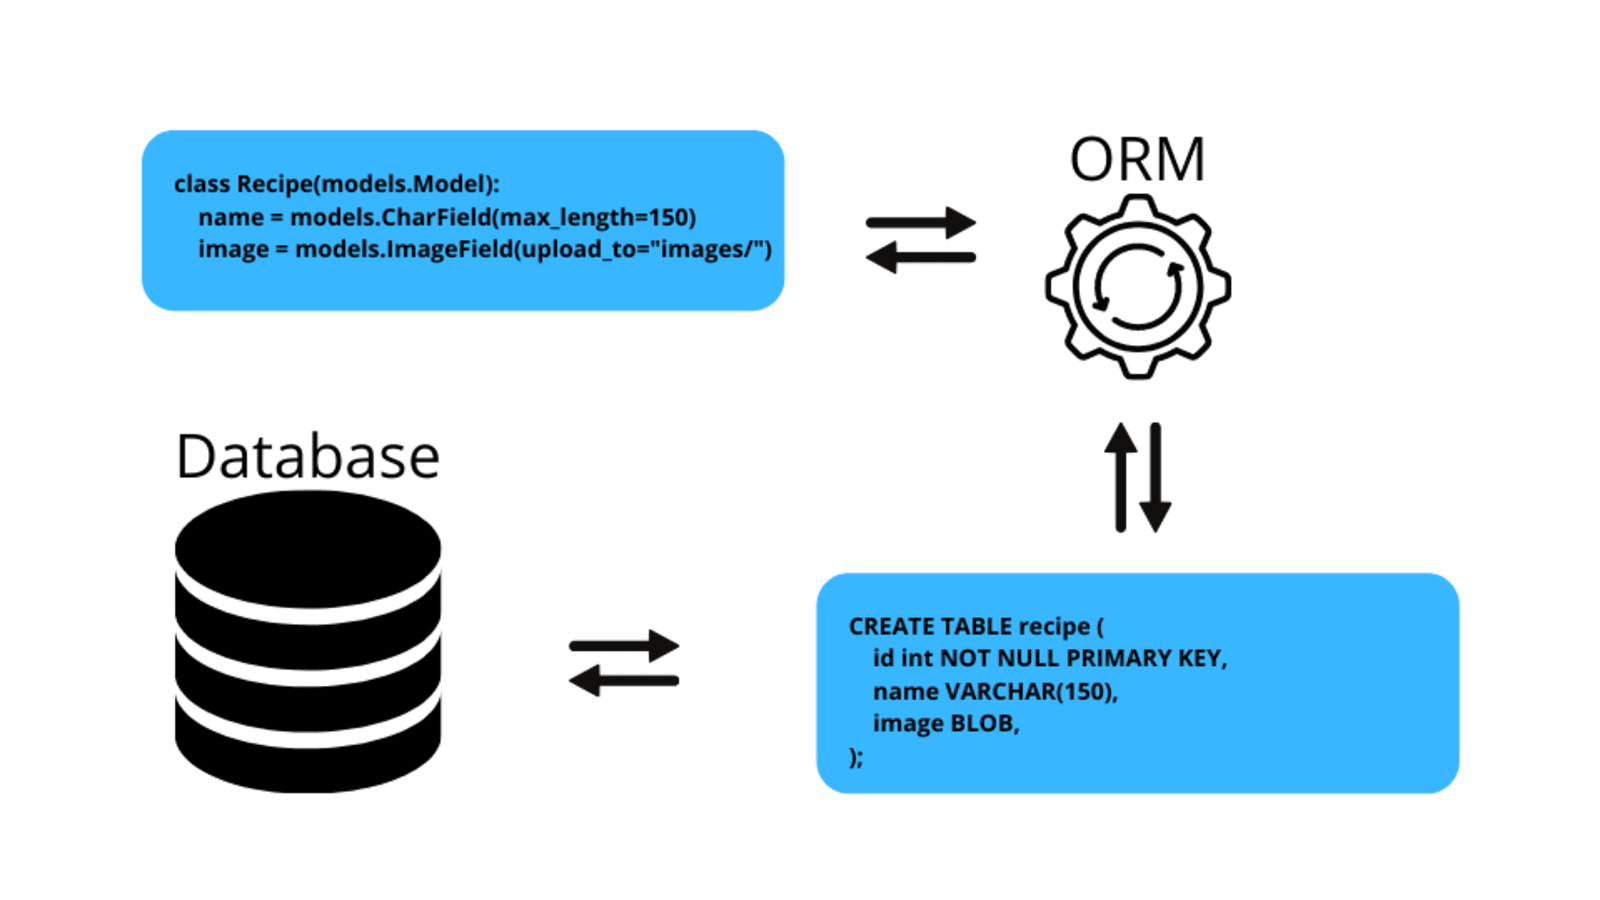 class Recipe(models.Model):
    name = models.CharField(max_length=150)
    image = models.ImageField(upload_to="images/")
ORM
Database
CREATE TABLE recipe (
    id int NOT NULL PRIMARY KEY,
    name VARCHAR(150),
    image BLOB,
);